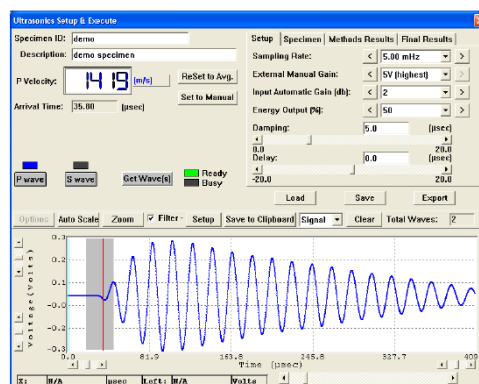 Ultrasonics Setup & Execute
Specimen ID: demo
Description: demo specimen
P Velocity: 1419 (m/s) ReSet to Avg.
Set to Manual
Arrival Time: 35.80 (µsec)
P wave S wave Get Wave(s) Ready
Busy
Setup Specimen Methods Results Final Results
Sampling Rate: < 5.00 mHz >
External Manual Gain: < 5V (highest) >
Input Automatic Gain (db): < 2 >
Energy Output (%): < 50 >
Damping: 5.0 (µsec)
0.0 20.0
Delay: 0.0 (µsec)
-20.0 20.0
Load Save Export
Options Auto Scale Zoom Filter - Setup Save to Clipboard Signal Clear Total Waves: 2
Voltage(Volts)
0.3
0.2
0.1
0.0
-0.1
-0.2
-0.3
0.0 81.9 163.8 245.8 327.7 409
Time (µsec)
X: N/A µsec Left: N/A Volts